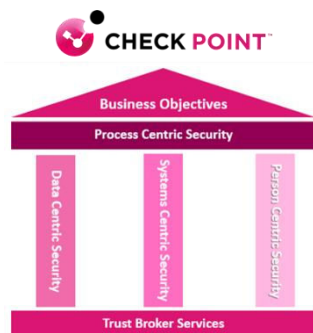 CHECK POINT™
Business Objectives
Process Centric Security
Data Centric Security
Systems Centric Security
Person Centric Security
Trust Broker Services